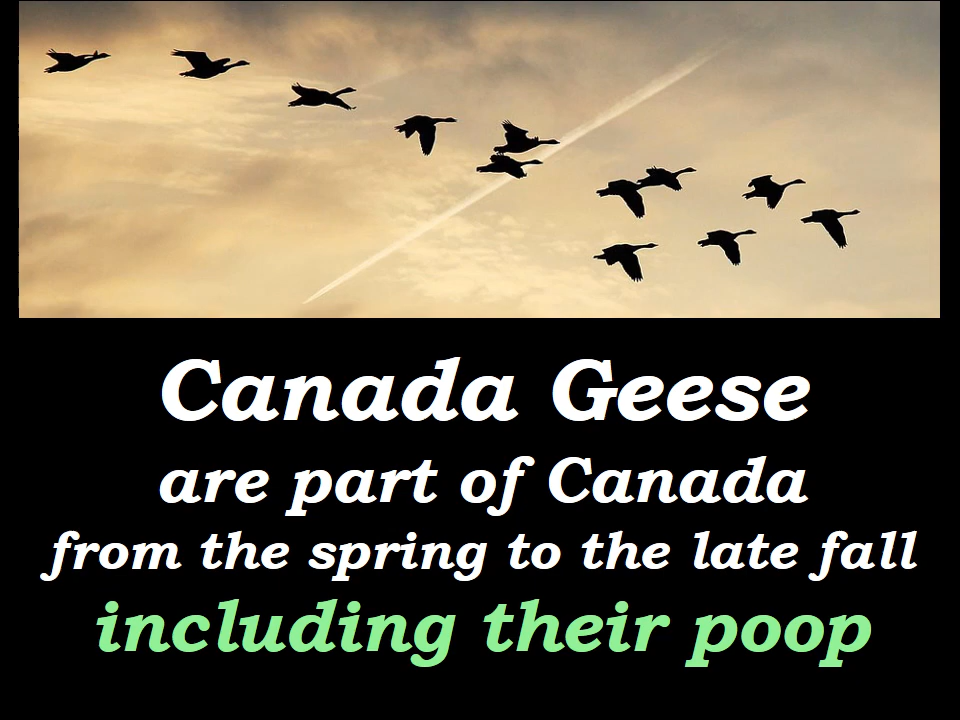 Canada Geese
are part of Canada
from the spring to the late fall
including their poop